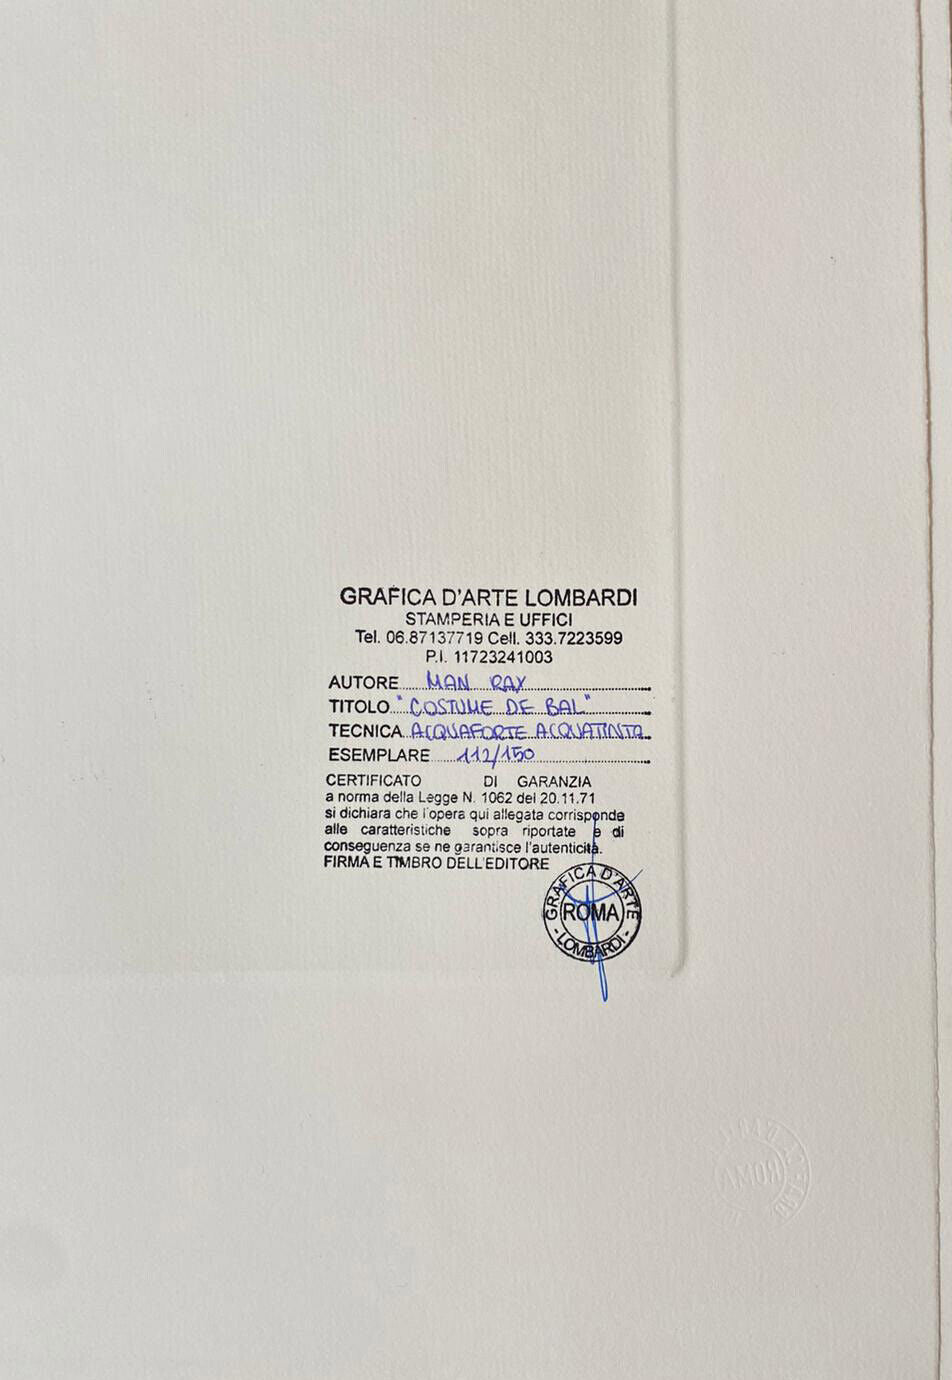 GRAFICA D'ARTE LOMBARDI
STAMPERIA E UFFICI
Tel. 06.87137719 Cell. 333.7223599
P.I. 11723241003
AUTORE MAN RAY
TITOLO "COSTUME DE BAL"
TECNICA ACQUAFORTE ACQUATINTA
ESEMPLARE 112/150
CERTIFICATO DI GARANZIA
a norma della Legge N. 1062 del 20.11.71
si dichiara che l'opera qui allegata corrisponde
alle caratteristiche sopra riportate e di
conseguenza se ne garantisce l'autenticità.
FIRMA E TIMBRO DELL'EDITORE
GRAFICA D'ARTE
ROMA
- LOMBARDI -
ROMA